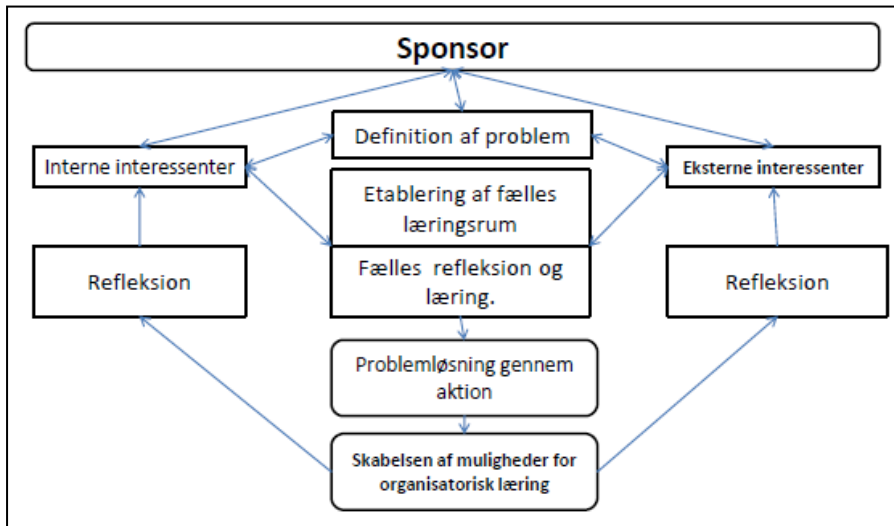 Sponsor
Definition af problem
Interne interessenter
Eksterne interessenter
Etablering af fælles
læringsrum
Refleksion
Fælles refleksion og
læring.
Refleksion
Problemløsning gennem
aktion
Skabelsen af muligheder for
organisatorisk læring